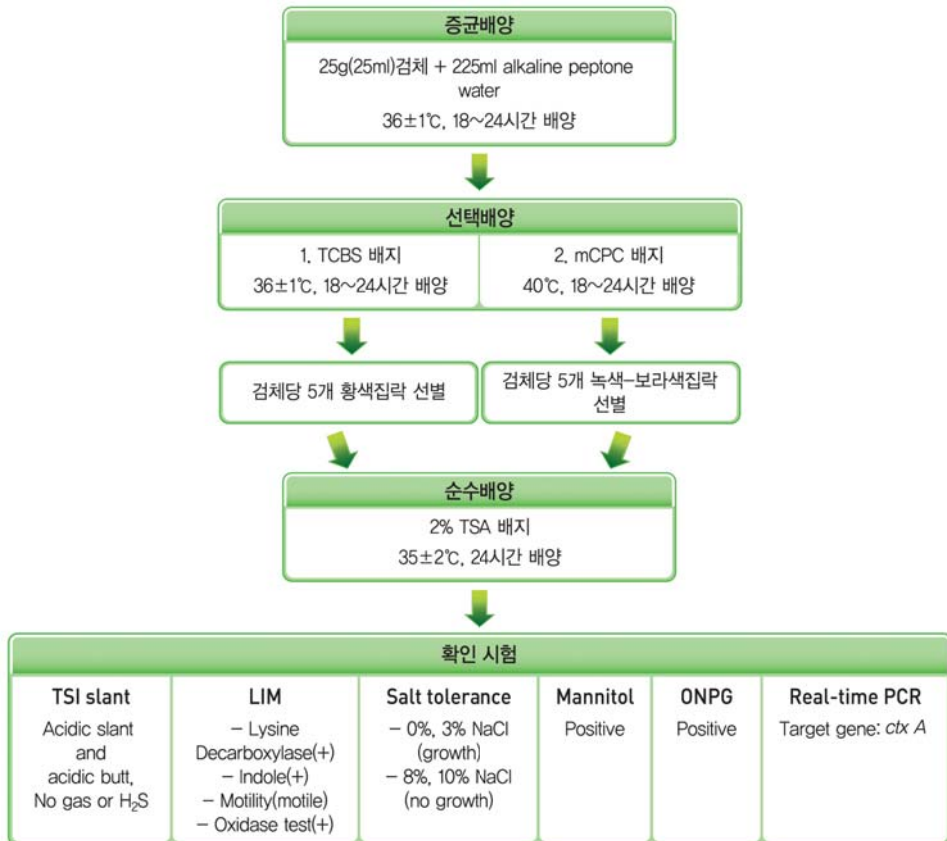 증균배양
25g(25ml)검체 + 225ml alkaline peptone
water
36±1℃, 18~24시간 배양
선택배양
1. TCBS 배지
36±1℃, 18~24시간 배양
2. mCPC 배지
40℃, 18~24시간 배양
검체당 5개 황색집락 선별
검체당 5개 녹색-보라색집락
선별
순수배양
2% TSA 배지
35±2℃, 24시간 배양
확인 시험
TSI slant
Acidic slant
and
acidic butt,
No gas or H₂S
LIM
- Lysine
Decarboxylase(+)
- Indole(+)
- Motility(motile)
- Oxidase test(+)
Salt tolerance
- 0%, 3% NaCl
(growth)
- 8%, 10% NaCl
(no growth)
Mannitol
Positive
ONPG
Positive
Real-time PCR
Target gene: ctx A